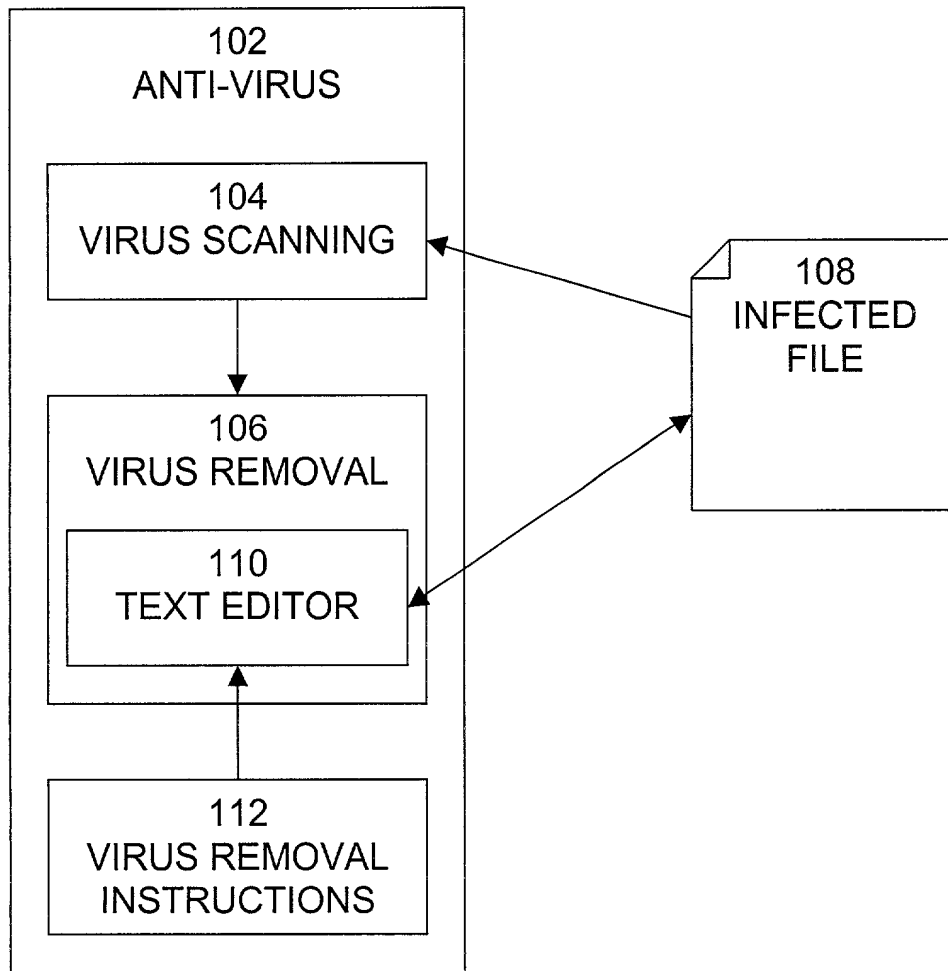 102
ANTI-VIRUS
104
VIRUS SCANNING
108
INFECTED
FILE
106
VIRUS REMOVAL
110
TEXT EDITOR
112
VIRUS REMOVAL
INSTRUCTIONS